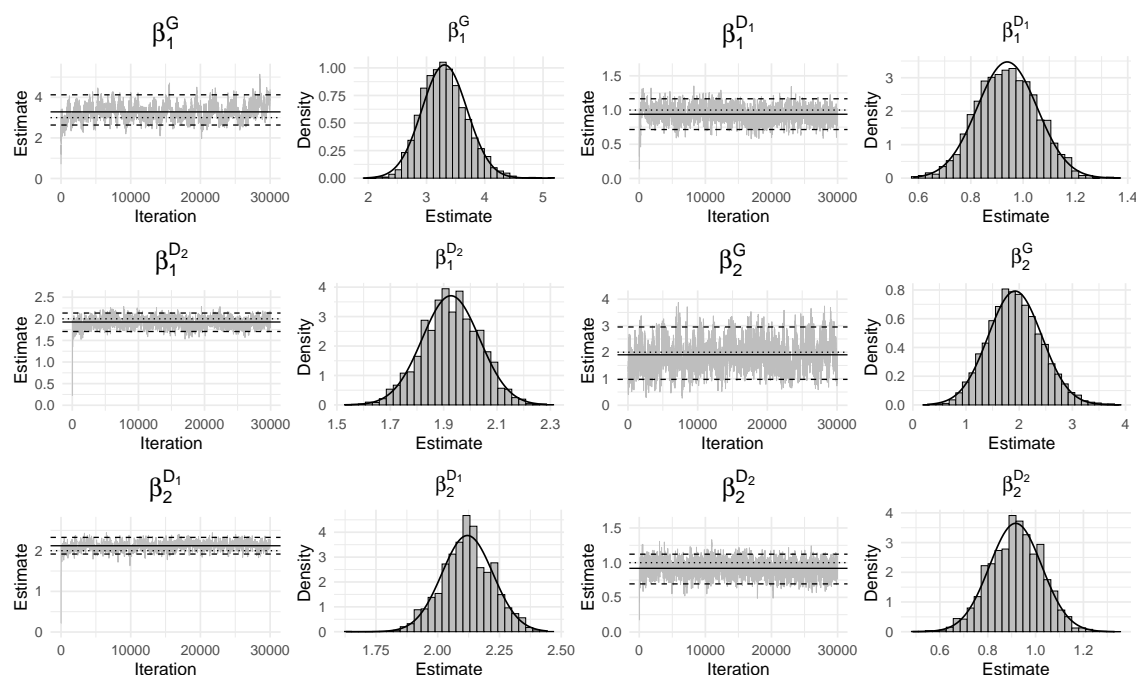 β₁ᴳ β₁ᴳ β₁ᴰ¹ β₁ᴰ¹
Estimate
4
2
0
0 10000 20000 30000
Iteration
Density
1.00
0.75
0.50
0.25
0.00
2 3 4 5
Estimate
Estimate
1.5
1.0
0.5
0.0
0 10000 20000 30000
Iteration
Density
3
2
1
0
0.6 0.8 1.0 1.2 1.4
Estimate
β₁ᴰ² β₁ᴰ² β₂ᴳ β₂ᴳ
Estimate
2.5
2.0
1.5
1.0
0.5
0.0
0 10000 20000 30000
Iteration
Density
4
3
2
1
0
1.5 1.7 1.9 2.1 2.3
Estimate
Estimate
4
3
2
1
0
0 10000 20000 30000
Iteration
Density
0.8
0.6
0.4
0.2
0.0
0 1 2 3 4
Estimate
β₂ᴰ¹ β₂ᴰ¹ β₂ᴰ² β₂ᴰ²
Estimate
2
1
0
0 10000 20000 30000
Iteration
Density
4
3
2
1
0
1.75 2.00 2.25 2.50
Estimate
Estimate
1.5
1.0
0.5
0.0
0 10000 20000 30000
Iteration
Density
4
3
2
1
0
0.6 0.8 1.0 1.2
Estimate